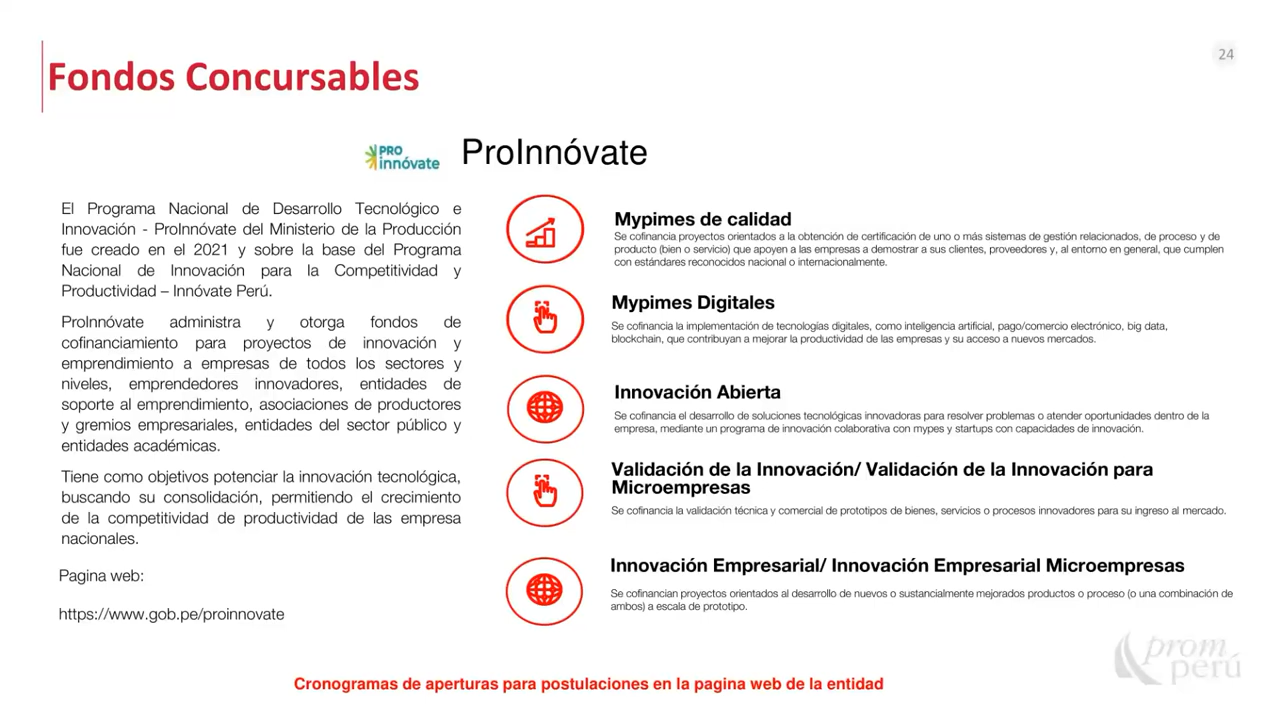 24
Fondos Concursables
PRO
innóvate
ProInnóvate
El Programa Nacional de Desarrollo Tecnológico e
Innovación - ProInnóvate del Ministerio de la Producción
fue creado en el 2021 y sobre la base del Programa
Nacional de Innovación para la Competitividad y
Productividad – Innóvate Perú.
ProInnóvate administra y otorga fondos de
cofinanciamiento para proyectos de innovación y
emprendimiento a empresas de todos los sectores y
niveles, emprendedores innovadores, entidades de
soporte al emprendimiento, asociaciones de productores
y gremios empresariales, entidades del sector público y
entidades académicas.
Tiene como objetivos potenciar la innovación tecnológica,
buscando su consolidación, permitiendo el crecimiento
de la competitividad de productividad de las empresa
nacionales.
Pagina web:
https://www.gob.pe/proinnovate
Mypimes de calidad
Se cofinancia proyectos orientados a la obtención de certificación de uno o más sistemas de gestión relacionados, de proceso y de
producto (bien o servicio) que apoyen a las empresas a demostrar a sus clientes, proveedores y, al entorno en general, que cumplen
con estándares reconocidos nacional o internacionalmente.
Mypimes Digitales
Se cofinancia la implementación de tecnologías digitales, como inteligencia artificial, pago/comercio electrónico, big data,
blockchain, que contribuyan a mejorar la productividad de las empresas y su acceso a nuevos mercados.
Innovación Abierta
Se cofinancia el desarrollo de soluciones tecnológicas innovadoras para resolver problemas o atender oportunidades dentro de la
empresa, mediante un programa de innovación colaborativa con mypes y startups con capacidades de innovación.
Validación de la Innovación/ Validación de la Innovación para
Microempresas
Se cofinancia la validación técnica y comercial de prototipos de bienes, servicios o procesos innovadores para su ingreso al mercado.
Innovación Empresarial/ Innovación Empresarial Microempresas
Se cofinancian proyectos orientados al desarrollo de nuevos o sustancialmente mejorados productos o proceso (o una combinación de
ambos) a escala de prototipo.
Cronogramas de aperturas para postulaciones en la pagina web de la entidad
prom
perú